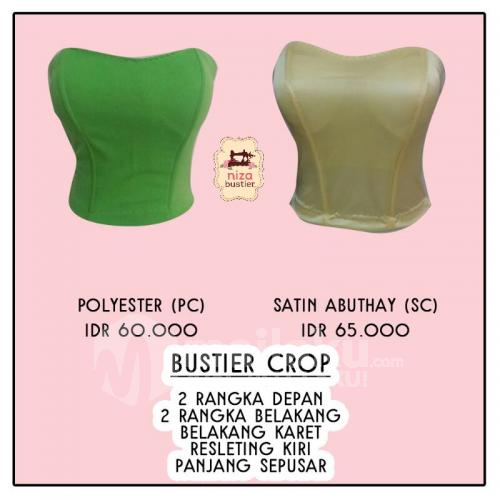 niza
bustier
POLYESTER (PC)
IDR 60.000
SATIN ABUTHAY (SC)
IDR 65.000
BUSTIER CROP
2 RANGKA DEPAN
2 RANGKA BELAKANG
BELAKANG KARET
RESLETING KIRI
PANJANG SEPUSAR